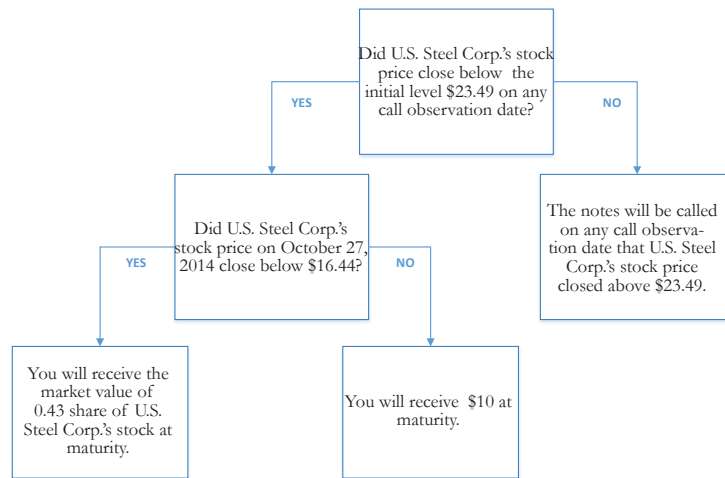 Did U.S. Steel Corp.'s stock
price close below the
initial level $23.49 on any
call observation date?
YES
NO
Did U.S. Steel Corp.'s
stock price on October 27,
2014 close below $16.44?
The notes will be called
on any call observa-
tion date that U.S. Steel
Corp.'s stock price
closed above $23.49.
YES
NO
You will receive the
market value of
0.43 share of U.S.
Steel Corp.'s stock at
maturity.
You will receive $10 at
maturity.